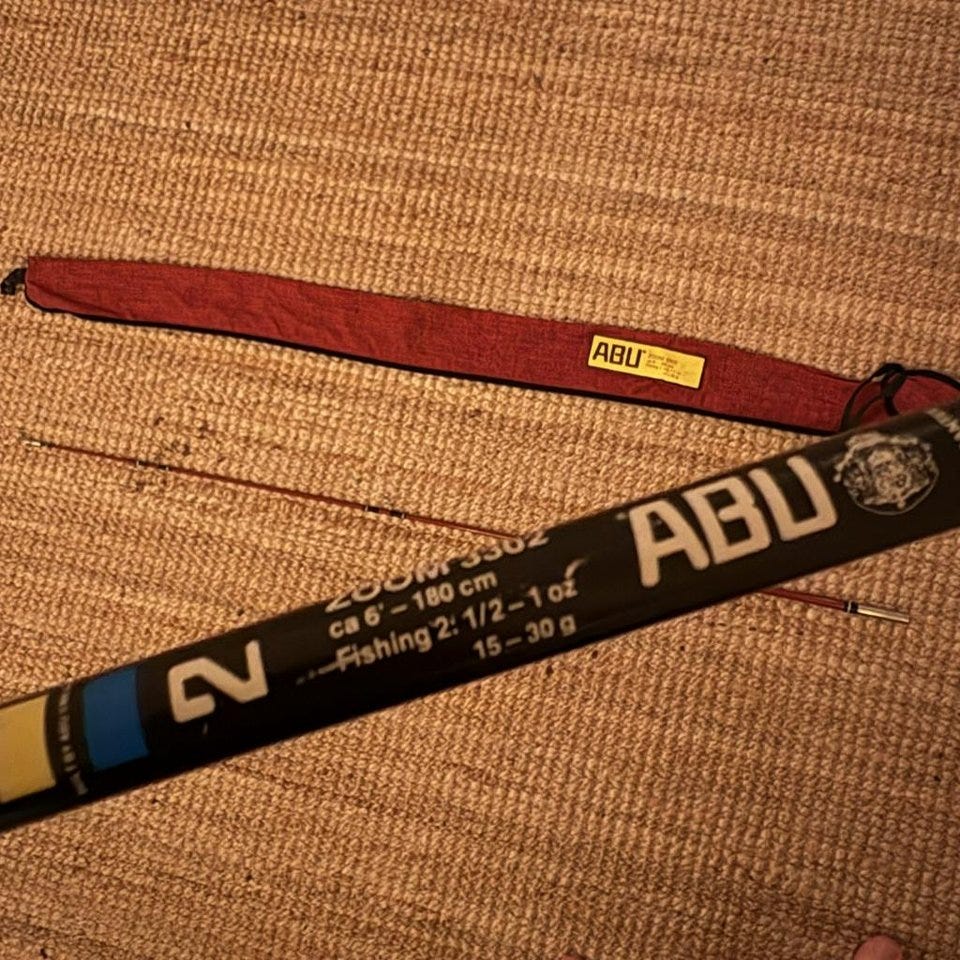 ABU
ABU
ZOOM 3302
ca 6' – 180 cm
Fishing 2: 1/2 – 1 oz
15 – 30 g
2